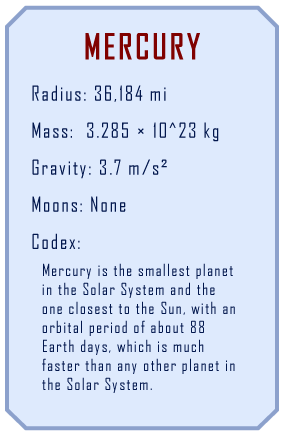 MERCURY
Radius: 36,184 mi
Mass: 3.285 × 10^23 kg
Gravity: 3.7 m/s²
Moons: None
Codex:
Mercury is the smallest planet
in the Solar System and the
one closest to the Sun, with an
orbital period of about 88
Earth days, which is much
faster than any other planet in
the Solar System.